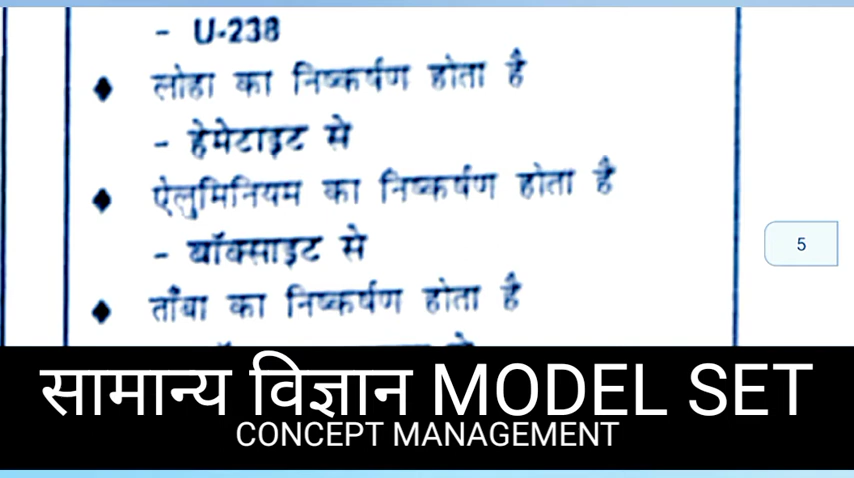 - U-238
◆ लोहा का निष्कर्षण होता है
- हेमेटाइट से
◆ ऐलुमिनियम का निष्कर्षण होता है
- बॉक्साइट से
◆ ताँबा का निष्कर्षण होता है
5
सामान्य विज्ञान MODEL SET
CONCEPT MANAGEMENT